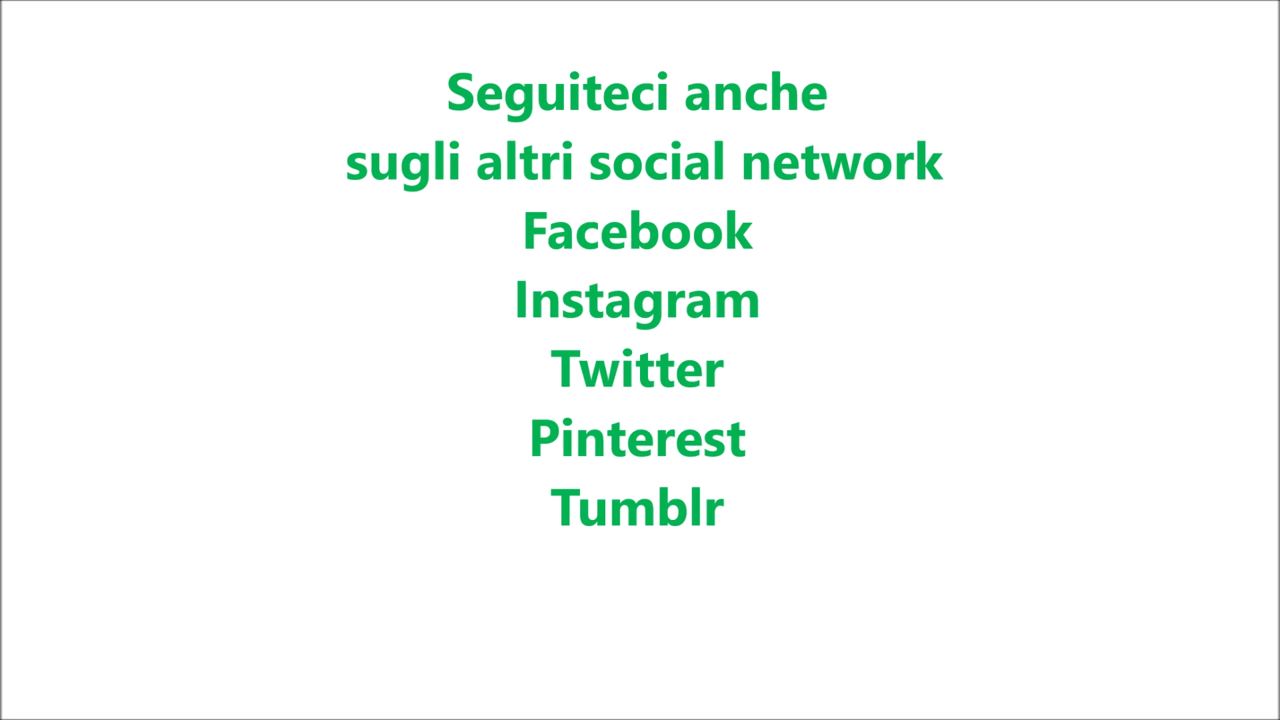 Seguiteci anche
sugli altri social network
Facebook
Instagram
Twitter
Pinterest
Tumblr